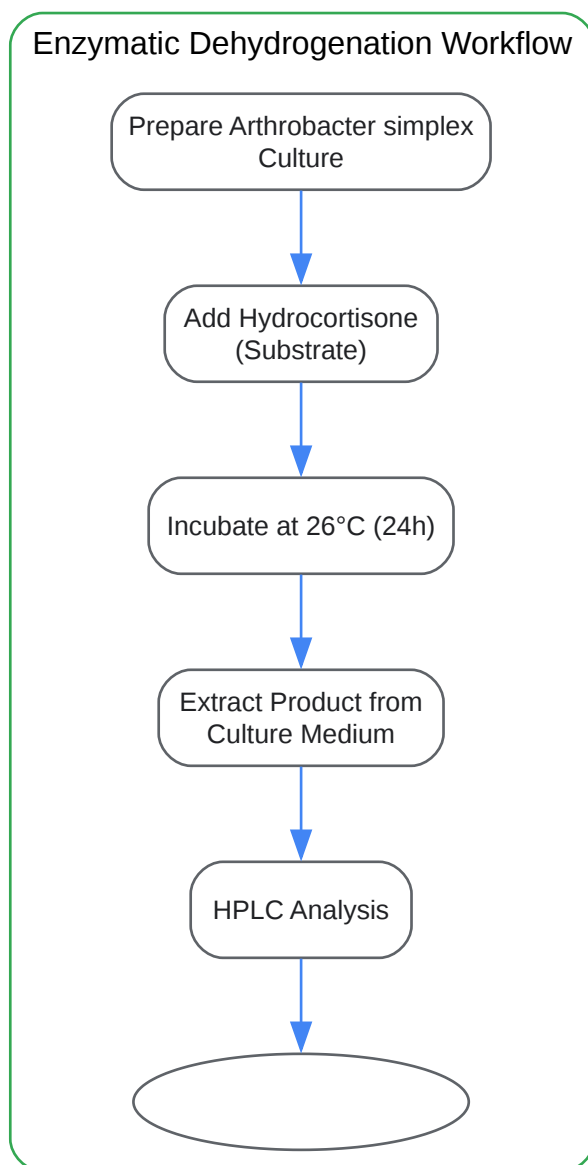 Enzymatic Dehydrogenation Workflow
Prepare Arthrobacter simplex
Culture
Add Hydrocortisone
(Substrate)
Incubate at 26°C (24h)
Extract Product from
Culture Medium
HPLC Analysis